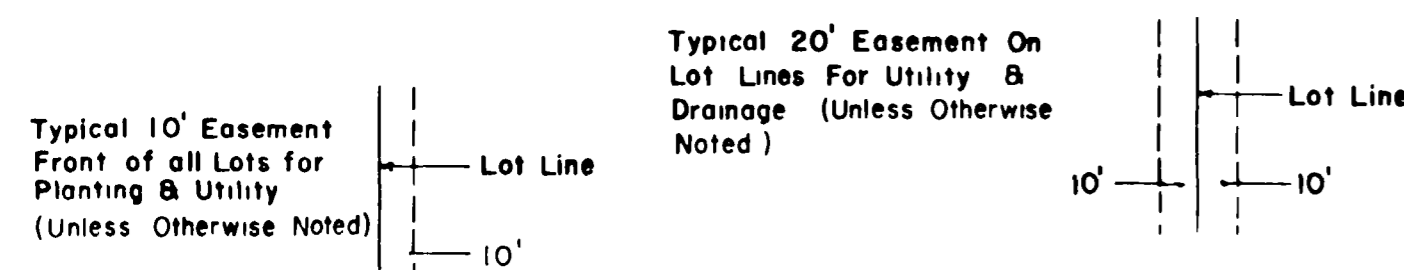 Typical 10' Easement
Front of all Lots for
Planting & Utility
(Unless Otherwise Noted)
Lot Line
10'
Typical 20' Easement On
Lot Lines For Utility &
Drainage (Unless Otherwise
Noted)
Lot Line
10'
10'